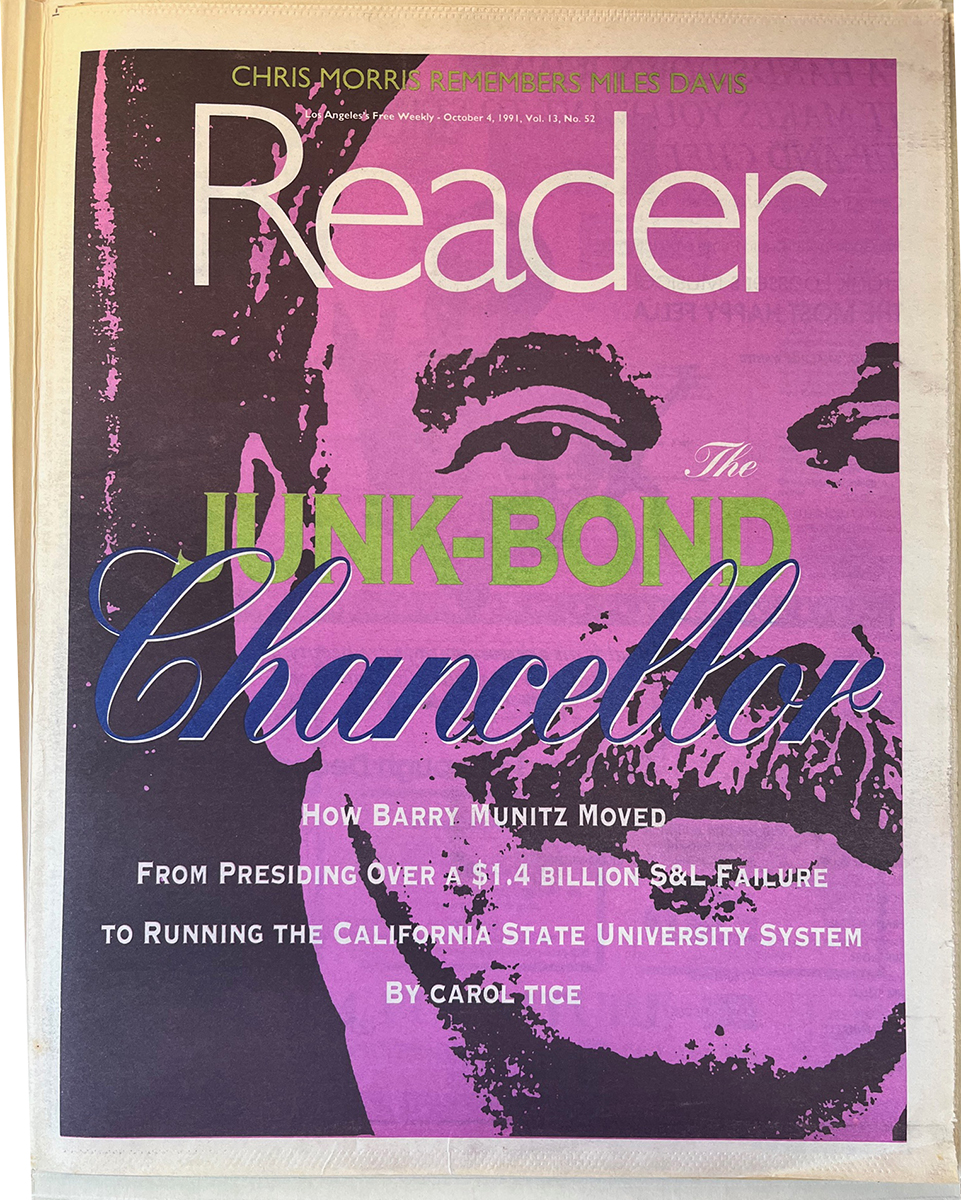 CHRIS MORRIS REMEMBERS MILES DAVIS
Los Angeles's Free Weekly - October 4, 1991, Vol. 13, No. 52
Reader
The
JUNK-BOND
Chancellor
HOW BARRY MUNITZ MOVED
FROM PRESIDING OVER A $1.4 BILLION S&L FAILURE
TO RUNNING THE CALIFORNIA STATE UNIVERSITY SYSTEM
BY CAROL TICE